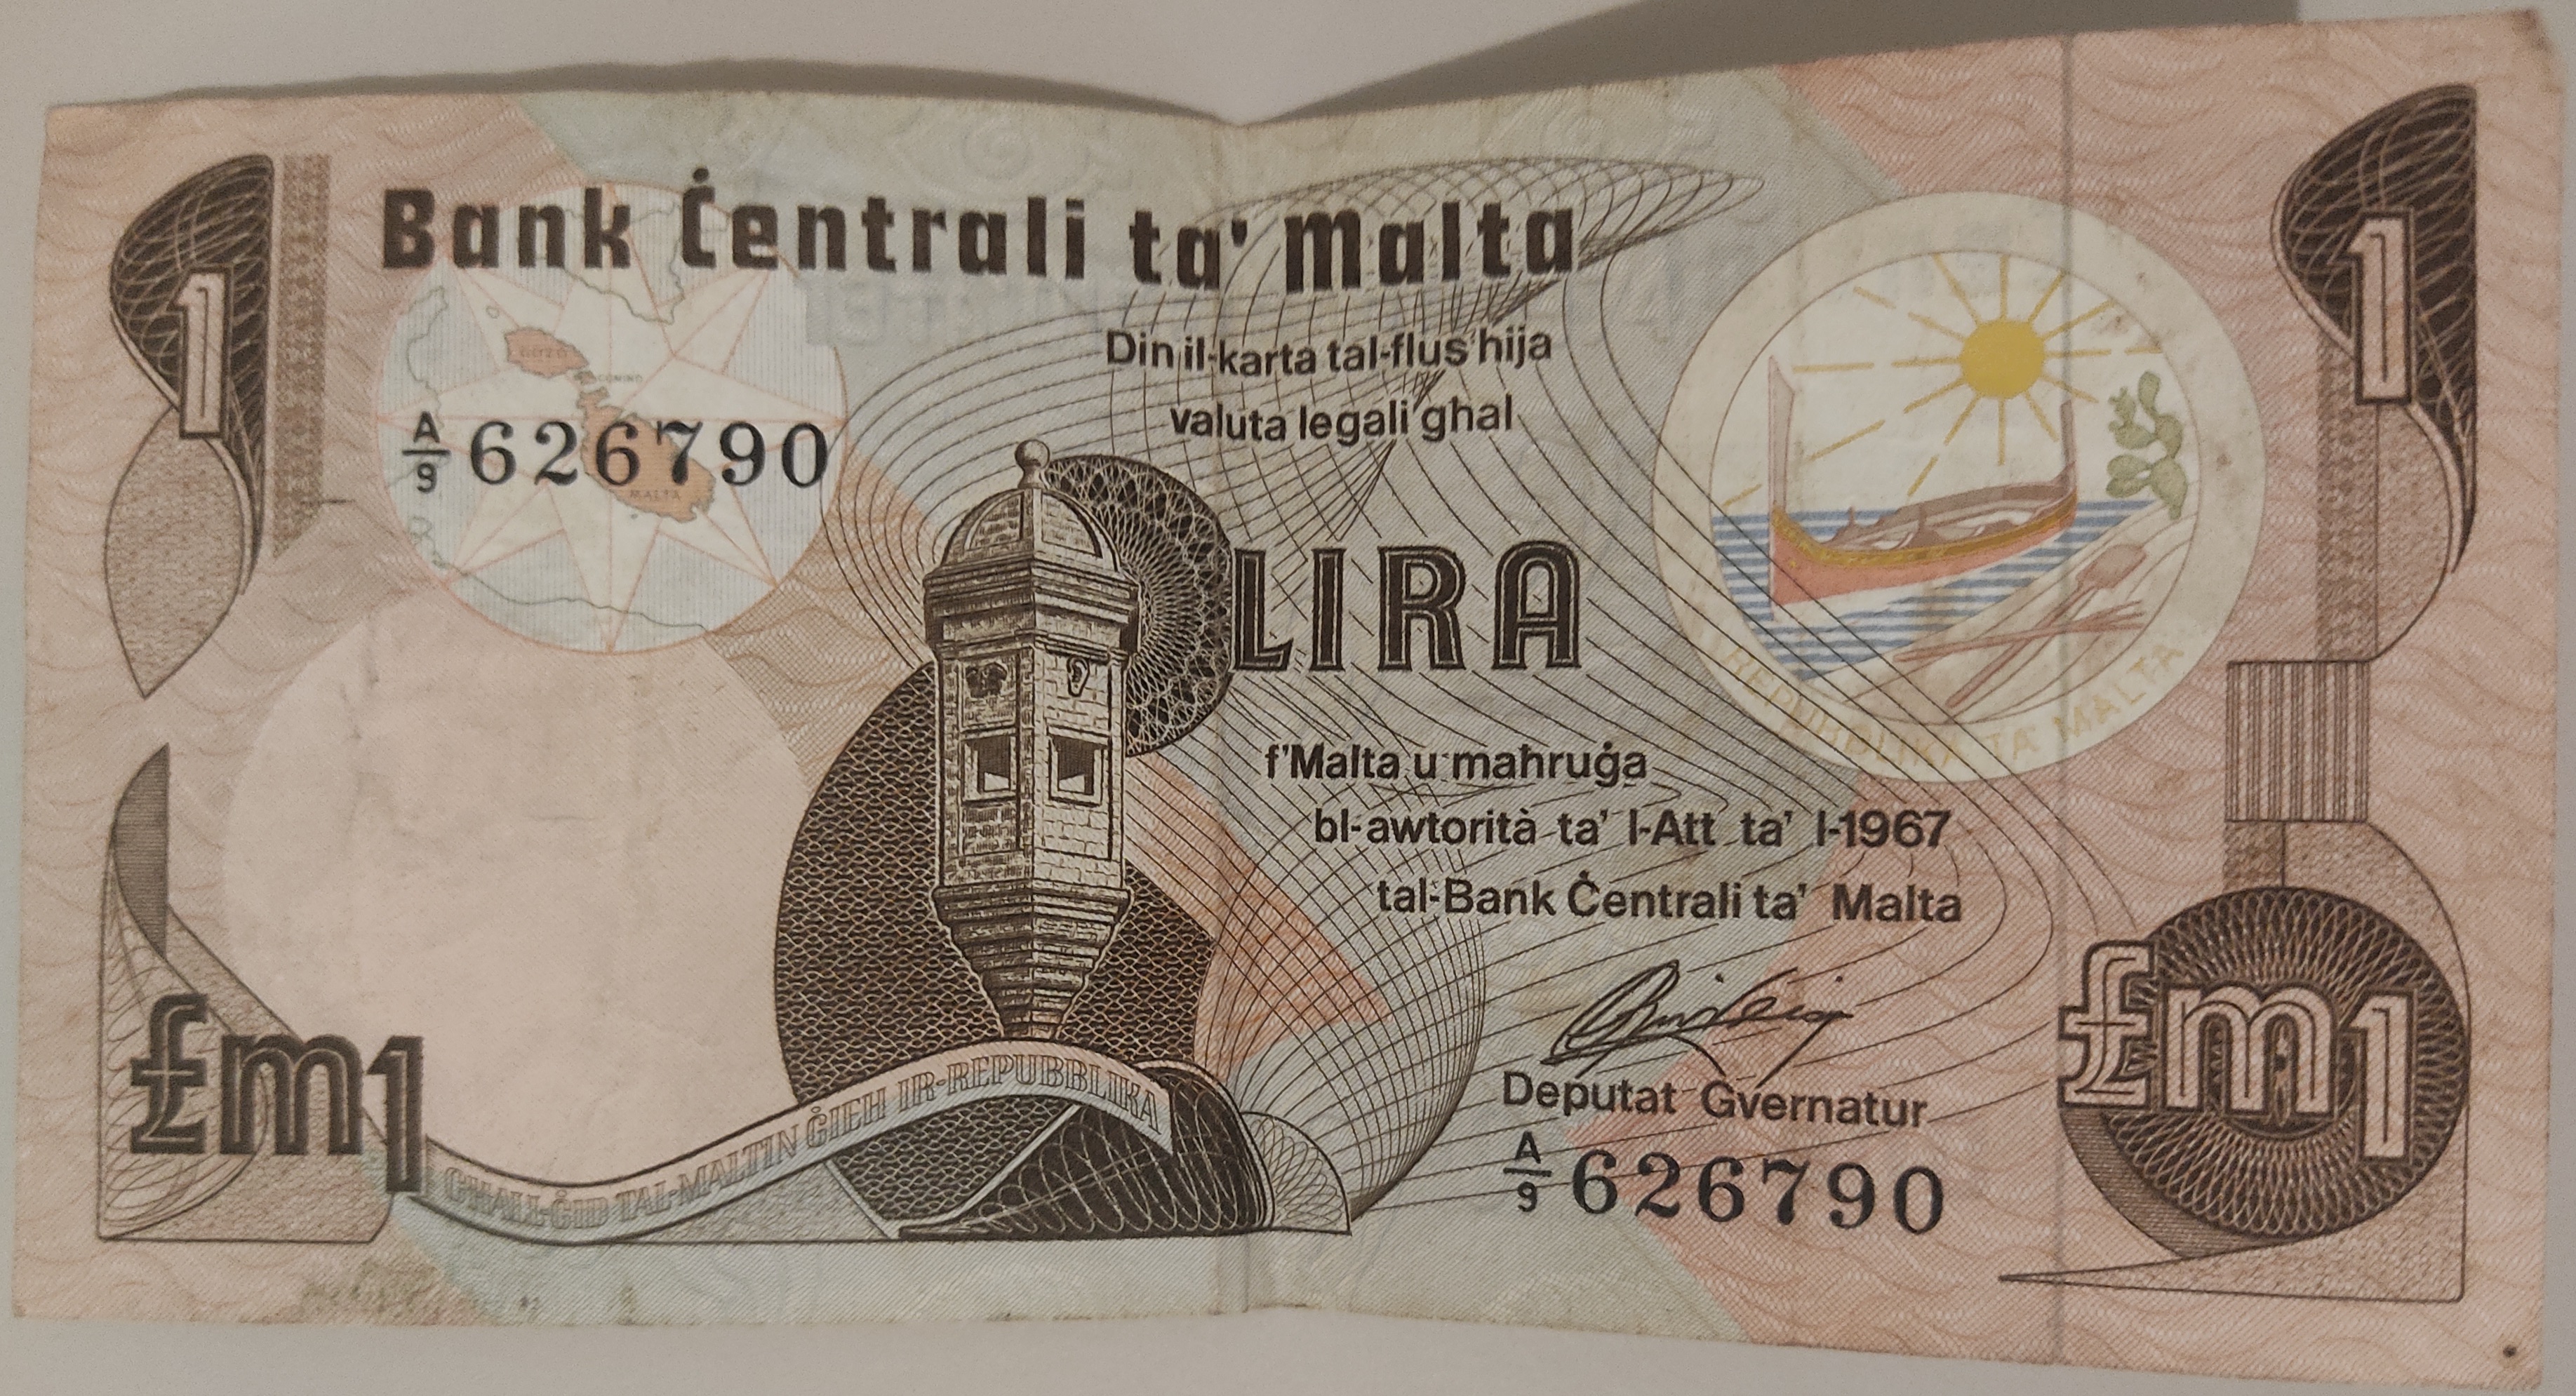 1
1
Bank Ċentrali ta' Malta
GOZO
COMINO
MALTA
A/9 626790
Din il-karta tal-flus hija
valuta legali għal
LIRA
REPUBBLIKA TA' MALTA
f'Malta u maħruġa
bl-awtorità ta' l-Att ta' l-1967
tal-Bank Ċentrali ta' Malta
Deputat Gvernatur
A/9 626790
£m1
GĦALL-ĠID TAL-MALTIN ĠIEĦ IR-REPUBBLIKA
£m1